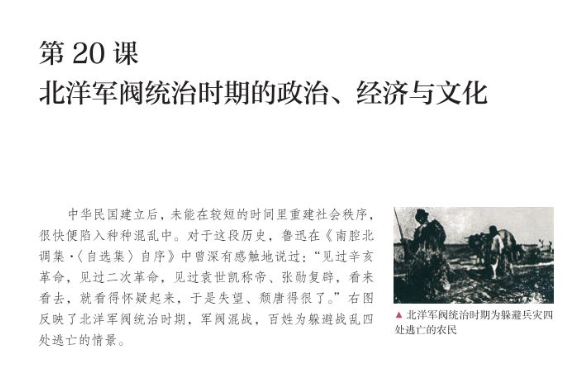 第 20 课
北洋军阀统治时期的政治、经济与文化
中华民国建立后，未能在较短的时间里重建社会秩序，
很快便陷入种种混乱中。对于这段历史，鲁迅在《南腔北
调集·〈自选集〉自序》中曾深有感触地说过：“见过辛亥
革命，见过二次革命，见过袁世凯称帝、张勋复辟，看来
看去，就看得怀疑起来，于是失望、颓唐得很了。”右图
反映了北洋军阀统治时期，军阀混战，百姓为躲避战乱四
处逃亡的情景。
▲ 北洋军阀统治时期为躲避兵灾四
处逃亡的农民